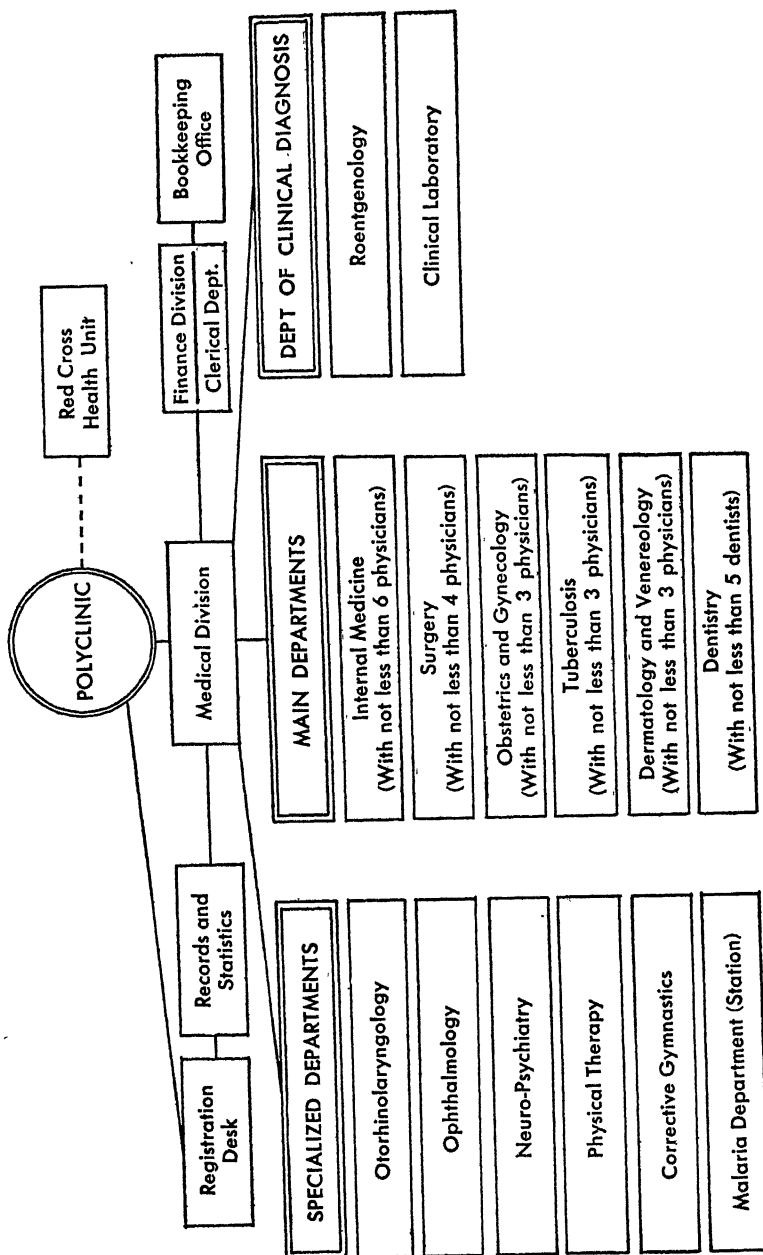 POLYCLINIC
Red Cross
Health Unit
Registration
Desk
Records and
Statistics
Medical Division
Finance Division
Clerical Dept.
Bookkeeping
Office
SPECIALIZED DEPARTMENTS
Otorhinolaryngology
Ophthalmology
Neuro-Psychiatry
Physical Therapy
Corrective Gymnastics
Malaria Department (Station)
MAIN DEPARTMENTS
Internal Medicine
(With not less than 6 physicians)
Surgery
(With not less than 4 physicians)
Obstetrics and Gynecology
(With not less than 3 physicians)
Tuberculosis
(With not less than 3 physicians)
Dermatology and Venereology
(With not less than 3 physicians)
Dentistry
(With not less than 5 dentists)
DEPT OF CLINICAL DIAGNOSIS
Roentgenology
Clinical Laboratory